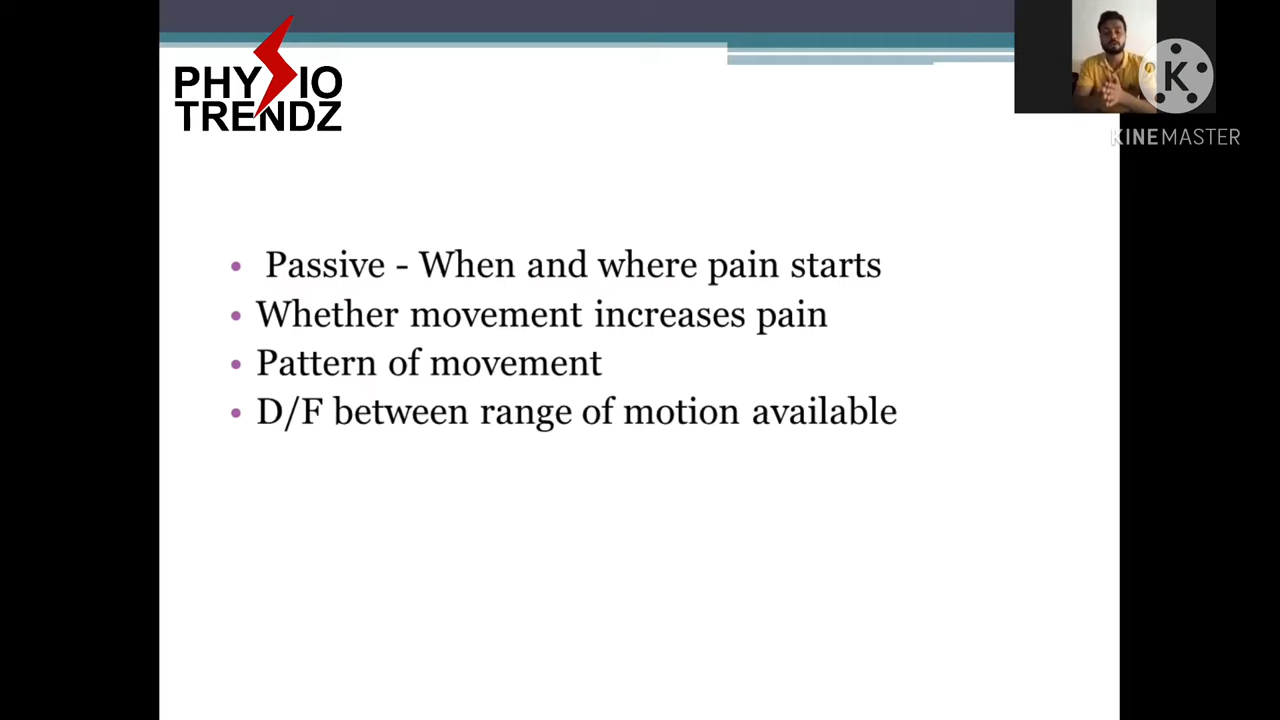 PHYSIO
TRENDZ
K
KINEMASTER
• Passive - When and where pain starts
• Whether movement increases pain
• Pattern of movement
• D/F between range of motion available